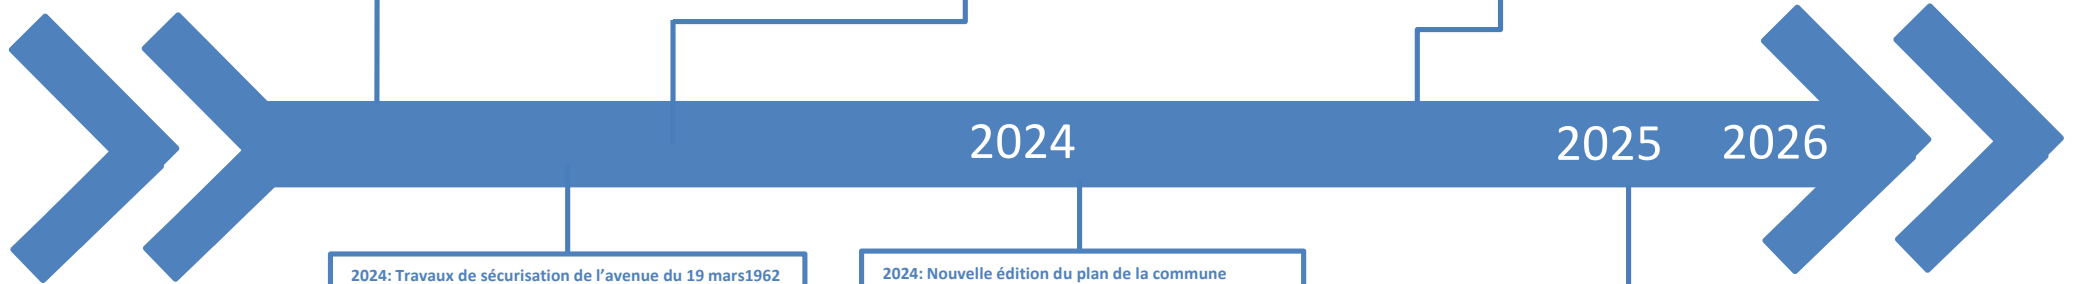 2024
2025
2026
2024: Travaux de sécurisation de l’avenue du 19 mars1962
2024: Nouvelle édition du plan de la commune